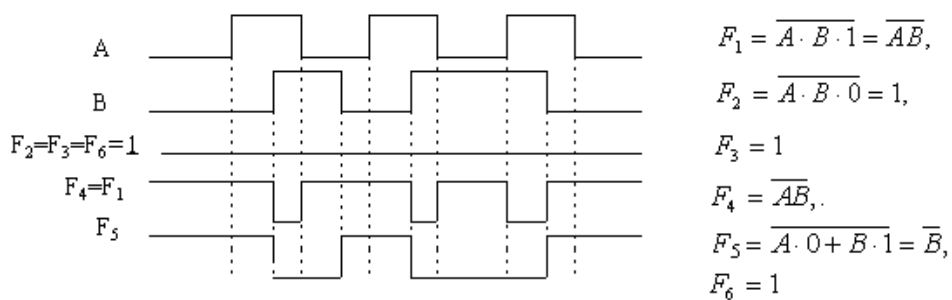 A
B
F₂=F₃=F₆=1
F₄=F₁
F₅
F₁ = \overline{A · B · 1} = \overline{AB},
F₂ = \overline{A · B · 0} = 1,
F₃ = 1
F₄ = \overline{AB},.
F₅ = \overline{A · 0 + B · 1} = \overline{B},
F₆ = 1